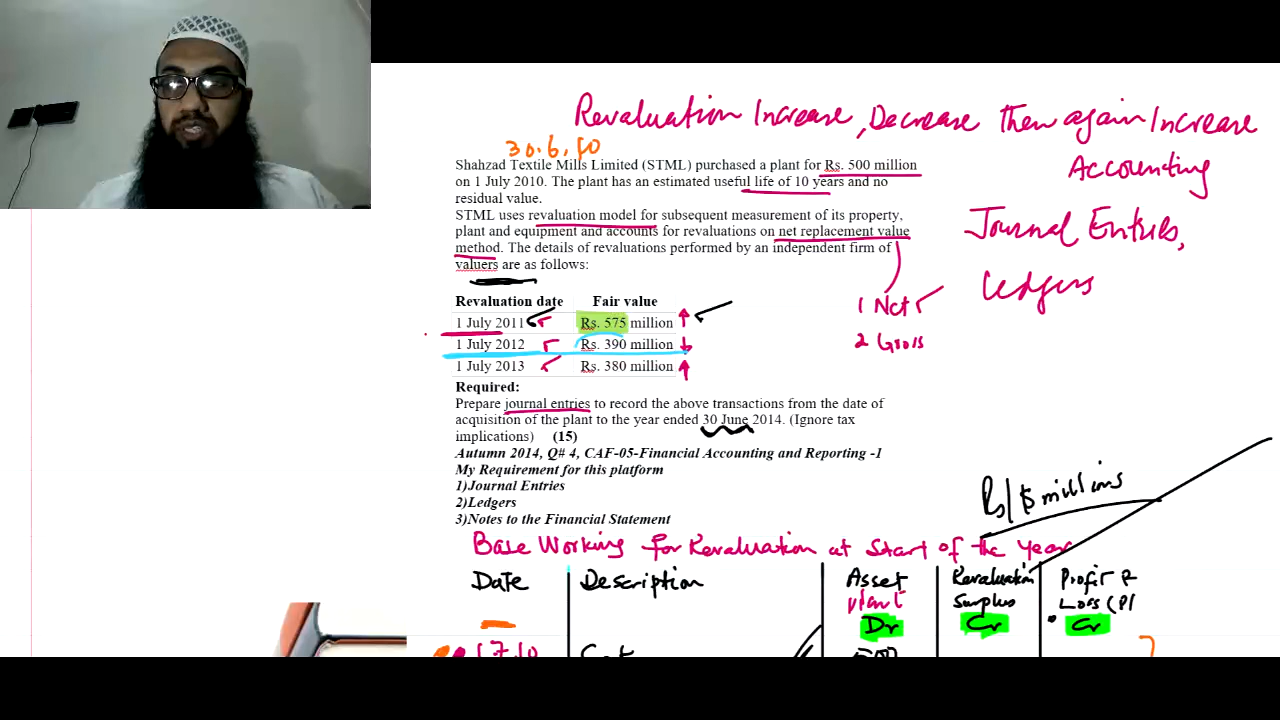 Revaluation Increase, Decrease Then again Increase
Accounting
Journal Entries,
Ledgers
30.6.10
Shahzad Textile Mills Limited (STML) purchased a plant for Rs. 500 million
on 1 July 2010. The plant has an estimated useful life of 10 years and no
residual value.
STML uses revaluation model for subsequent measurement of its property,
plant and equipment and accounts for revaluations on net replacement value
method. The details of revaluations performed by an independent firm of
valuers are as follows:
1 Net
2 Gross
Revaluation date Fair value
1 July 2011 Rs. 575 million
1 July 2012 Rs. 390 million
1 July 2013 Rs. 380 million
Required:
Prepare journal entries to record the above transactions from the date of
acquisition of the plant to the year ended 30 June 2014. (Ignore tax
implications) (15)
Autumn 2014, Q# 4, CAF-05-Financial Accounting and Reporting -I
My Requirement for this platform
1)Journal Entries
2)Ledgers
3)Notes to the Financial Statement
Rs/$ millions
Base Working for Revaluation at Start of the year
Date Description Asset Revaluation Profit &
Plant Surplus Loss (P/
Dr Cr Cr
1.7.10